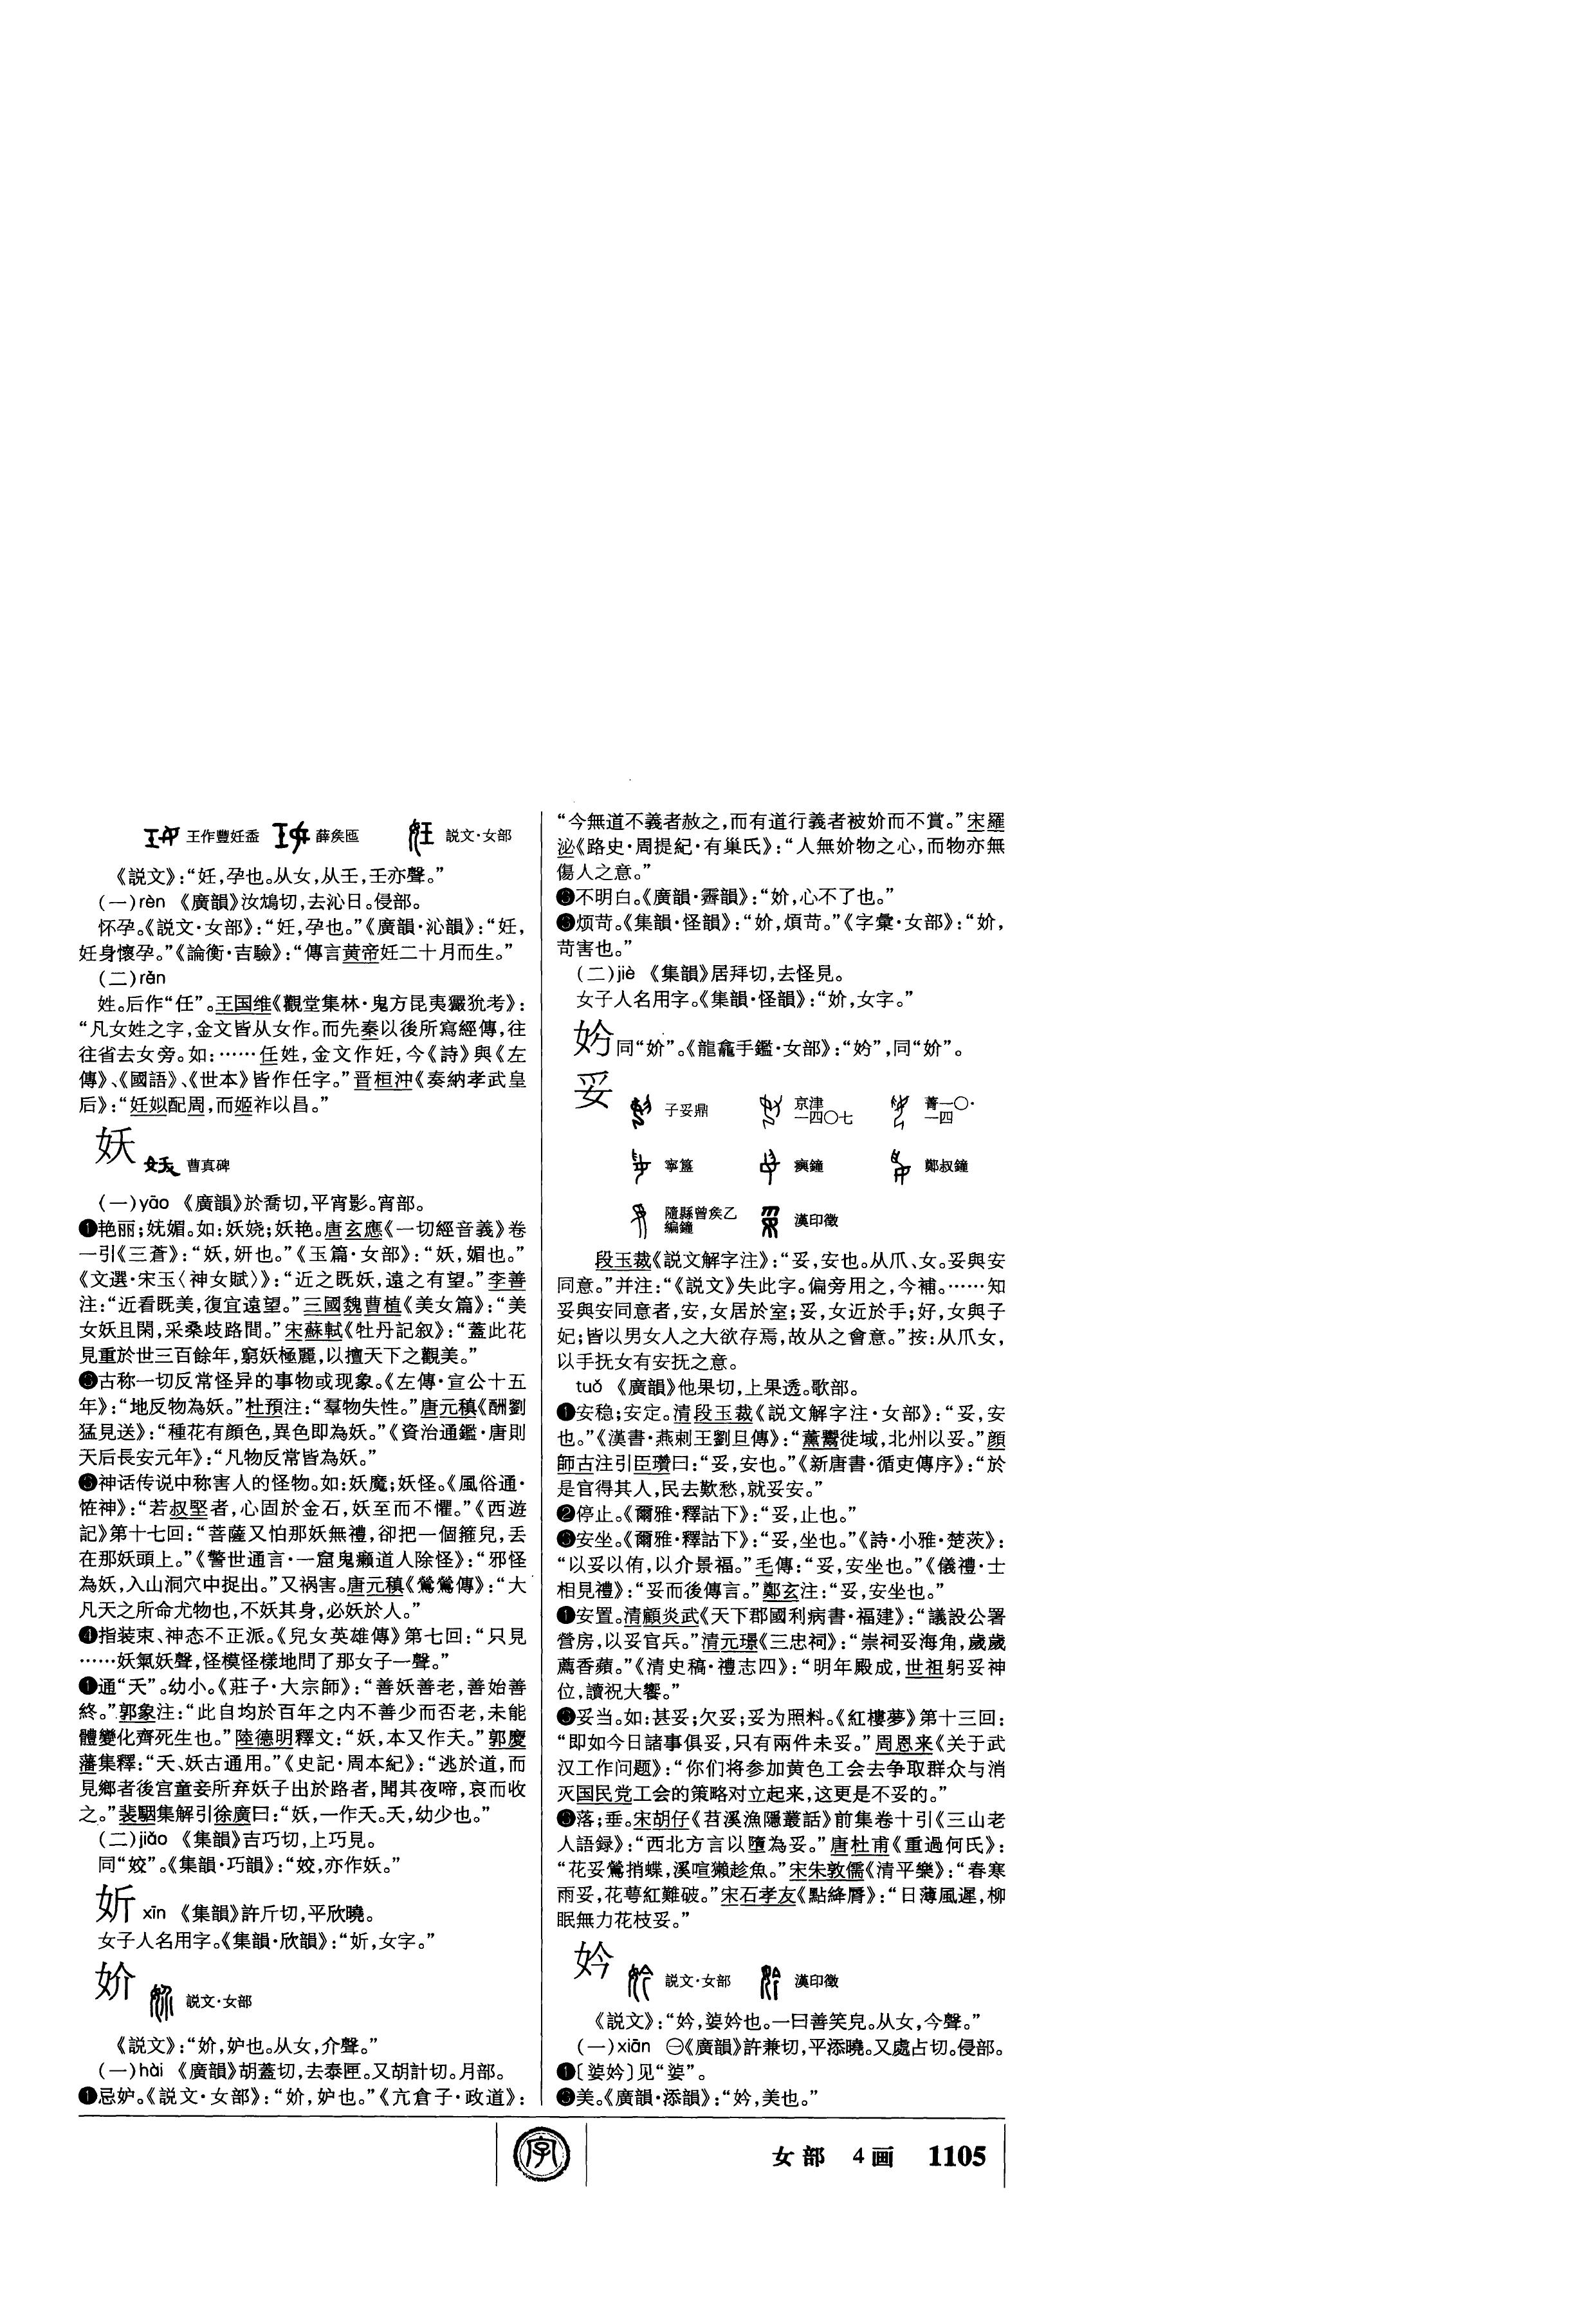 王作豐妊盉 薛矦匜 説文·女部
《説文》：“妊，孕也。从女，从壬，壬亦聲。”
（一）rèn 《廣韻》汝鴆切，去沁日。侵部。
怀孕。《説文·女部》：“妊，孕也。”《廣韻·沁韻》：“妊，
妊身懷孕。”《論衡·吉驗》：“傳言黄帝妊二十月而生。”
（二）rǎn
姓。后作“任”。王国维《觀堂集林·鬼方昆夷玁狁考》：
“凡女姓之字，金文皆从女作。而先秦以後所寫經傳，往
往省去女旁。如：……任姓，金文作妊，今《詩》與《左
傳》、《國語》、《世本》皆作任字。”晋桓沖《奏納孝武皇
后》：“妊姒配周，而姬祚以昌。”
妖 曹真碑
（一）yāo 《廣韻》於喬切，平宵影。宵部。
❶艳丽；妩媚。如：妖娆；妖艳。唐玄應《一切經音義》卷
一引《三蒼》：“妖，妍也。”《玉篇·女部》：“妖，媚也。”
《文選·宋玉〈神女賦〉》：“近之既妖，遠之有望。”李善
注：“近看既美，復宜遠望。”三國魏曹植《美女篇》：“美
女妖且閑，采桑歧路間。”宋蘇軾《牡丹記叙》：“蓋此花
見重於世三百餘年，窮妖極麗，以擅天下之觀美。”
古称一切反常怪异的事物或现象。《左傳·宣公十五
年》：“地反物為妖。”杜預注：“羣物失性。”唐元稹《酬劉
猛見送》：“種花有顔色，異色即為妖。”《資治通鑑·唐則
天后長安元年》：“凡物反常皆為妖。”
❸神话传说中称害人的怪物。如：妖魔；妖怪。《風俗通·
恠神》：“若叔堅者，心固於金石，妖至而不懼。”《西遊
記》第十七回：“菩薩又怕那妖無禮，卻把一個箍兒，丢
在那妖頭上。”《警世通言·一窟鬼癩道人除怪》：“邪怪
為妖，入山洞穴中捉出。”又祸害。唐元稹《鶯鶯傳》：“大
凡天之所命尤物也，不妖其身，必妖於人。”
❹指装束、神态不正派。《兒女英雄傳》第七回：“只見
……妖氣妖聲，怪模怪樣地問了那女子一聲。”
通“夭”。幼小。《莊子·大宗師》：“善妖善老，善始善
終。”郭象注：“此自均於百年之内不善少而否老，未能
體變化齊死生也。”陸德明釋文：“妖，本又作夭。”郭慶
藩集釋：“夭、妖古通用。”《史記·周本紀》：“逃於道，而
見鄉者後宫童妾所弃妖子出於路者，聞其夜啼，哀而收
之。”裴駰集解引徐廣曰：“妖，一作夭。夭，幼少也。”
（二）jiǎo 《集韻》吉巧切，上巧見。
同“姣”。《集韻·巧韻》：“姣，亦作妖。”
妡 xīn 《集韻》許斤切，平欣曉。
女子人名用字。《集韻·欣韻》：“妡，女字。”
妎 説文·女部
《説文》：“妎，妒也。从女，介聲。”
（一）hài 《廣韻》胡蓋切，去泰匣。又胡計切。月部。
❶忌妒。《説文·女部》：“妎，妒也。”《亢倉子·政道》：
“今無道不義者赦之，而有道行義者被妎而不賞。”宋羅
泌《路史·周提紀·有巢氏》：“人無妎物之心，而物亦無
傷人之意。”
不明白。《廣韻·霽韻》：“妎，心不了也。”
烦苛。《集韻·怪韻》：“妎，煩苛。”《字彙·女部》：“妎，
苛害也。”
（二）jiè 《集韻》居拜切，去怪見。
女子人名用字。《集韻·怪韻》：“妎，女字。”
妢 同“妎”。《龍龕手鑑·女部》：“妢”，同“妎”。
妥 子妥鼎 京津一四〇七 菁一〇·一四
寧簋 𤼈鐘 鄭叔鐘
隨縣曾矦乙編鐘 漢印徵
段玉裁《説文解字注》：“妥，安也。从爪、女。妥與安
同意。”并注：“《説文》失此字。偏旁用之，今補。……知
妥與安同意者，安，女居於室；妥，女近於手；好，女與子
妃；皆以男女人之大欲存焉，故从之會意。”按：从爪女，
以手抚女有安抚之意。
tuǒ 《廣韻》他果切，上果透。歌部。
❶安稳；安定。清段玉裁《説文解字注·女部》：“妥，安
也。”《漢書·燕剌王劉旦傳》：“薰鬻徙域，北州以妥。”顔
師古注引臣瓚曰：“妥，安也。”《新唐書·循吏傳序》：“於
是官得其人，民去歎愁，就妥安。”
❷停止。《爾雅·釋詁下》：“妥，止也。”
❸安坐。《爾雅·釋詁下》：“妥，坐也。”《詩·小雅·楚茨》：
“以妥以侑，以介景福。”毛傳：“妥，安坐也。”《儀禮·士
相見禮》：“妥而後傳言。”鄭玄注：“妥，安坐也。”
安置。清顧炎武《天下郡國利病書·福建》：“議設公署
營房，以妥官兵。”清元璟《三忠祠》：“崇祠妥海角，歲歲
薦香蘋。”《清史稿·禮志四》：“明年殿成，世祖躬妥神
位，讀祝大饗。”
妥当。如：甚妥；欠妥；妥为照料。《紅樓夢》第十三回：
“即如今日諸事俱妥，只有兩件未妥。”周恩来《关于武
汉工作问题》：“你们将参加黄色工会去争取群众与消
灭国民党工会的策略对立起来，这更是不妥的。”
落；垂。宋胡仔《苕溪漁隱叢話》前集卷十引《三山老
人語録》：“西北方言以墮為妥。”唐杜甫《重過何氏》：
“花妥鶯捎蝶，溪喧獺趁魚。”宋朱敦儒《清平樂》：“春寒
雨妥，花萼紅難破。”宋石孝友《點絳脣》：“日薄風遲，柳
眠無力花枝妥。”
妗 説文·女部 漢印徵
《説文》：“妗，婜妗也。一曰善笑皃。从女，今聲。”
（一）xiān ㊀《廣韻》許兼切，平添曉。又處占切。侵部。
❶〔婜妗〕见“婜”。
美。《廣韻·添韻》：“妗，美也。”
字
女部 4画 1105